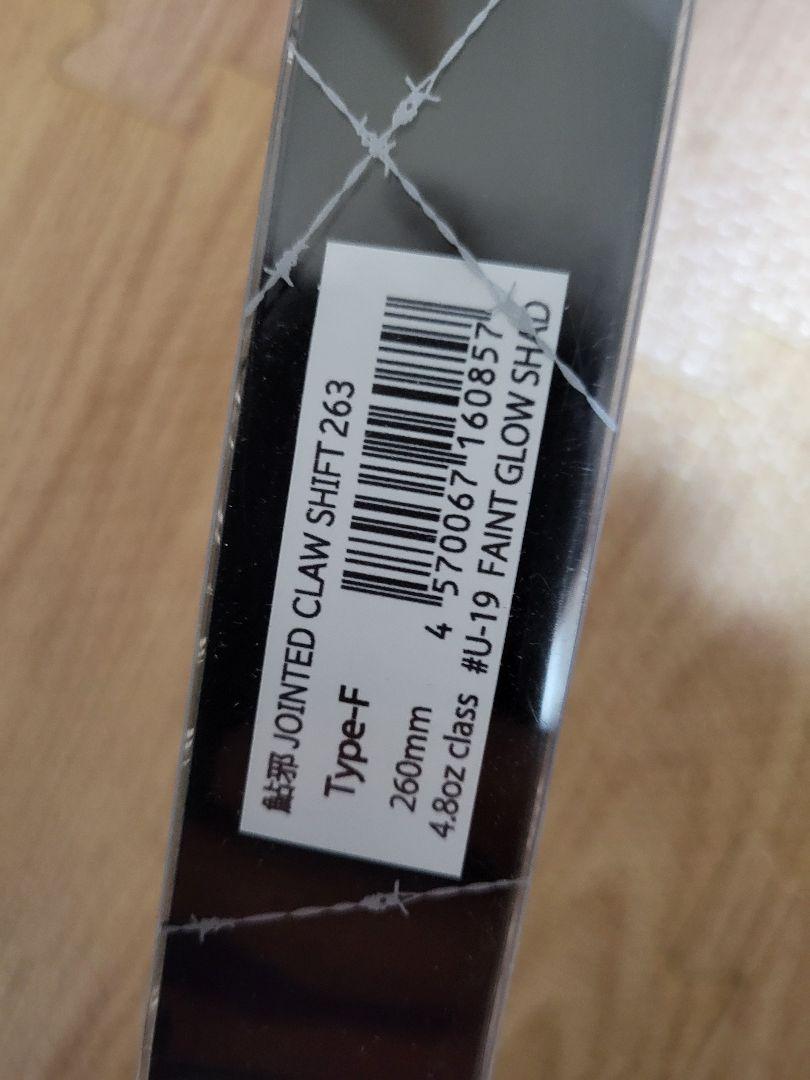 鮎邪 JOINTED CLAW SHIFT 263
Type-F
260mm
4.8oz class #U-19 FAINT GLOW SHAD
4 570067 160857